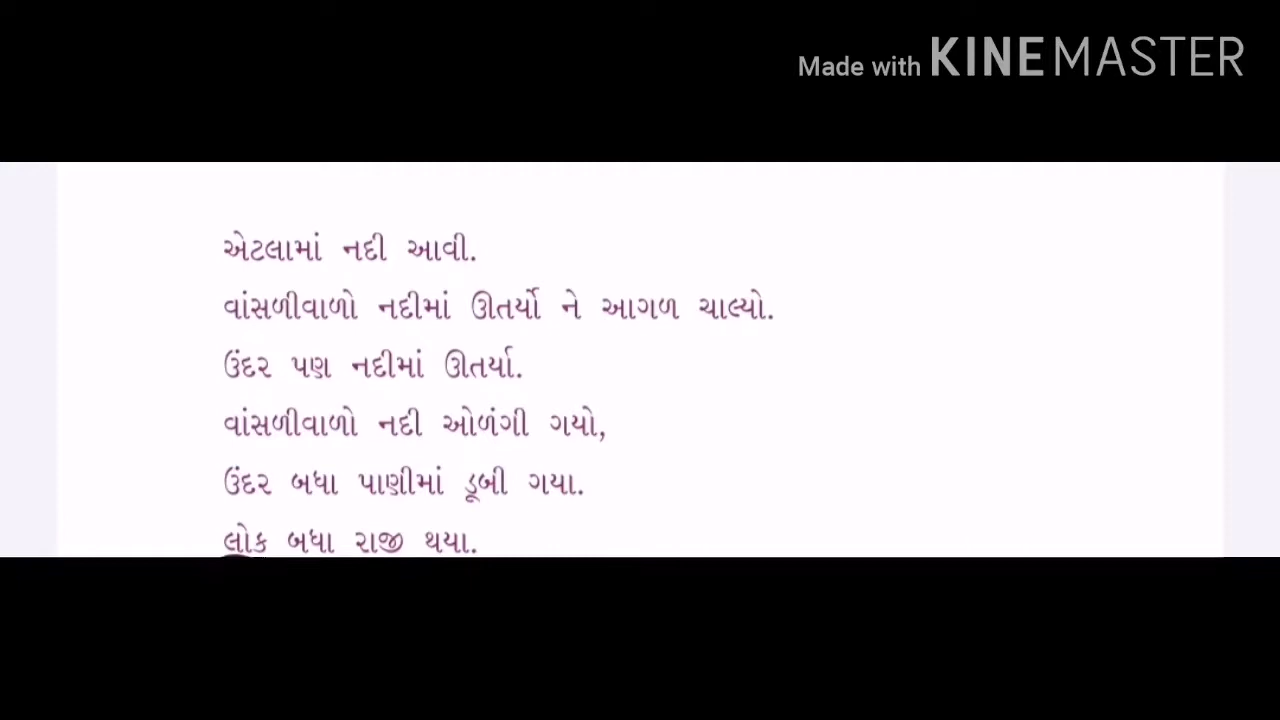 Made with KINEMASTER
એટલામાં નદી આવી.
વાંસળીવાળો નદીમાં ઊતર્યો ને આગળ ચાલ્યો.
ઉંદર પણ નદીમાં ઊતર્યા.
વાંસળીવાળો નદી ઓળંગી ગયો,
ઉંદર બધા પાણીમાં ડૂબી ગયા.
લોક બધા રાજી થયા.